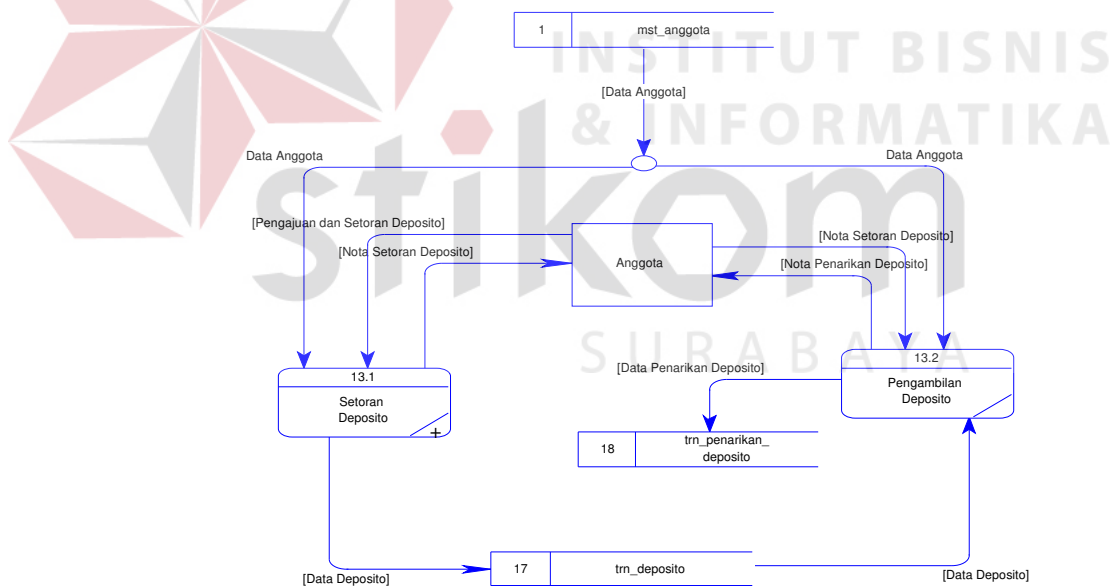 1 mst_anggota
INSTITUT BISNIS
& INFORMATIKA
stikom
SURABAYA
[Data Anggota]
Data Anggota
Data Anggota
[Pengajuan dan Setoran Deposito]
[Nota Setoran Deposito]
Anggota
[Nota Setoran Deposito]
[Nota Penarikan Deposito]
13.1
Setoran
Deposito
+
13.2
Pengambilan
Deposito
[Data Penarikan Deposito]
18 trn_penarikan_
deposito
17 trn_deposito
[Data Deposito]
[Data Deposito]